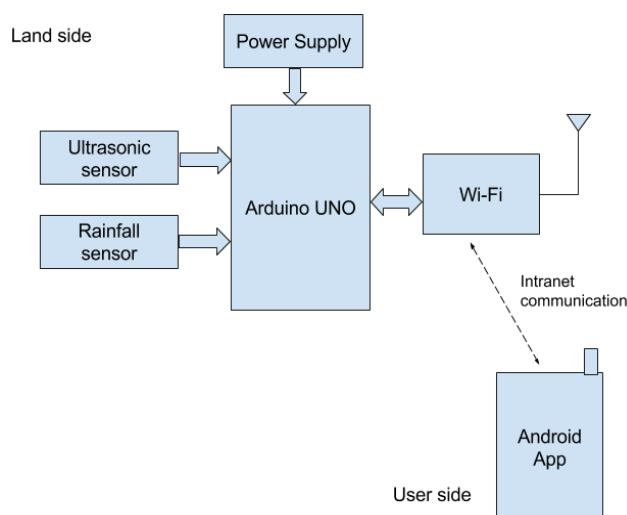 Land side
Power Supply
Ultrasonic
sensor
Arduino UNO
Wi-Fi
Rainfall
sensor
Intranet
communication
Android
App
User side